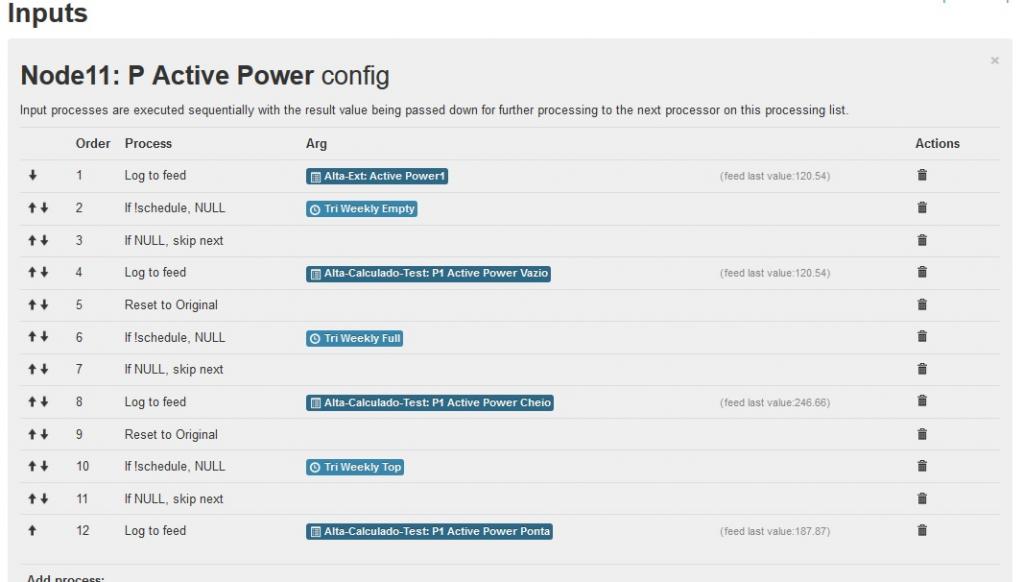 Inputs
Node11: P Active Power config
Input processes are executed sequentially with the result value being passed down for further processing to the next processor on this processing list.
Order Process Arg Actions
1 Log to feed Alta-Ext: Active Power1 (feed last value:120.54)
2 If !schedule, NULL Tri Weekly Empty
3 If NULL, skip next
4 Log to feed Alta-Calculado-Test: P1 Active Power Vazio (feed last value:120.54)
5 Reset to Original
6 If !schedule, NULL Tri Weekly Full
7 If NULL, skip next
8 Log to feed Alta-Calculado-Test: P1 Active Power Cheio (feed last value:246.66)
9 Reset to Original
10 If !schedule, NULL Tri Weekly Top
11 If NULL, skip next
12 Log to feed Alta-Calculado-Test: P1 Active Power Ponta (feed last value:187.87)
Add process: